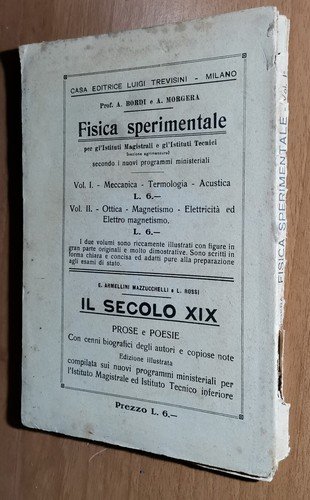 CASA EDITRICE LUIGI TREVISINI - MILANO
Prof. A. BORDI e A. MORGERA
Fisica sperimentale
per gl'Istituti Magistrali e gl'Istituti Tecnici
secondo i nuovi programmi ministeriali
Vol. I. - Meccanica - Termologia - Acustica
L. 6.—
Vol. II. - Ottica - Magnetismo - Elettricità ed
Elettro magnetismo.
L. 6.—
I due volumi sono riccamente illustrati con figure in
gran parte originali e molto dimostrative. Sono scritti in
forma chiara e concisa ed adatti pure alla preparazione
agli esami di stato.
E. ARMELLINI MAZZUCCHELLI e L. ROSSI
IL SECOLO XIX
PROSE e POESIE
Con cenni biografici degli autori e copiose note
Edizione illustrata
compilata sui nuovi programmi ministeriali per
l'Istituto Magistrale ed Istituto Tecnico inferiore
Prezzo L. 6.—
FISICA SPERIMENTALE
Vol. I